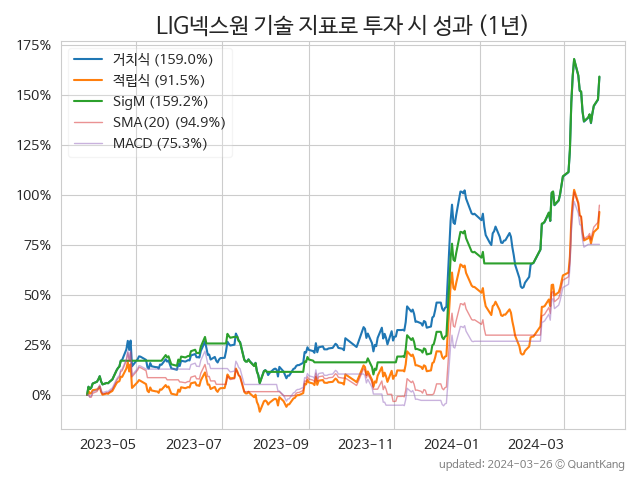 LIG넥스원 기술 지표로 투자 시 성과 (1년)
175%
150%
125%
100%
75%
50%
25%
0%
거치식 (159.0%)
적립식 (91.5%)
SigM (159.2%)
SMA(20) (94.9%)
MACD (75.3%)
2023-05
2023-07
2023-09
2023-11
2024-01
2024-03
updated: 2024-03-26 © QuantKang